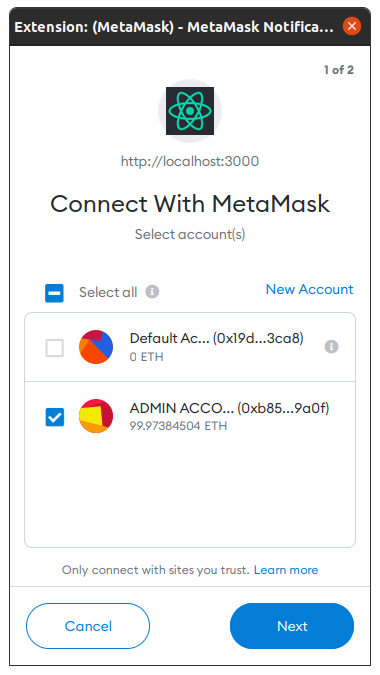 Extension: (MetaMask) - MetaMask Notifica...
1 of 2
http://localhost:3000
Connect With MetaMask
Select account(s)
Select all
New Account
Default Ac... (0x19d...3ca8)
0 ETH
ADMIN ACCO... (0xb85...9a0f)
99.97384504 ETH
Only connect with sites you trust. Learn more
Cancel
Next